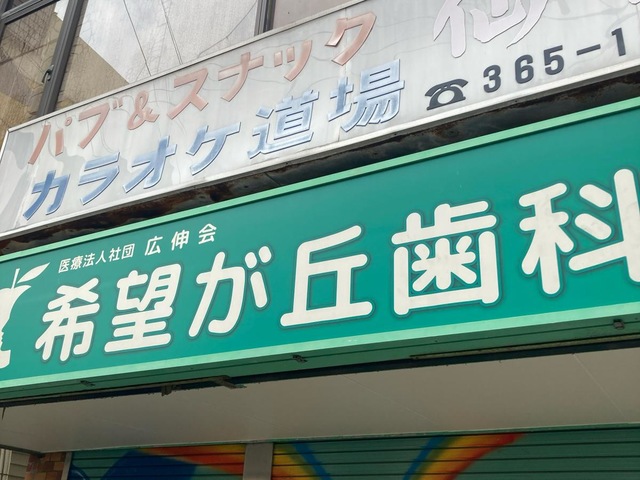 パブ&スナック
カラオケ道場 ☎365-1
医療法人社団 広伸会
希望が丘歯科